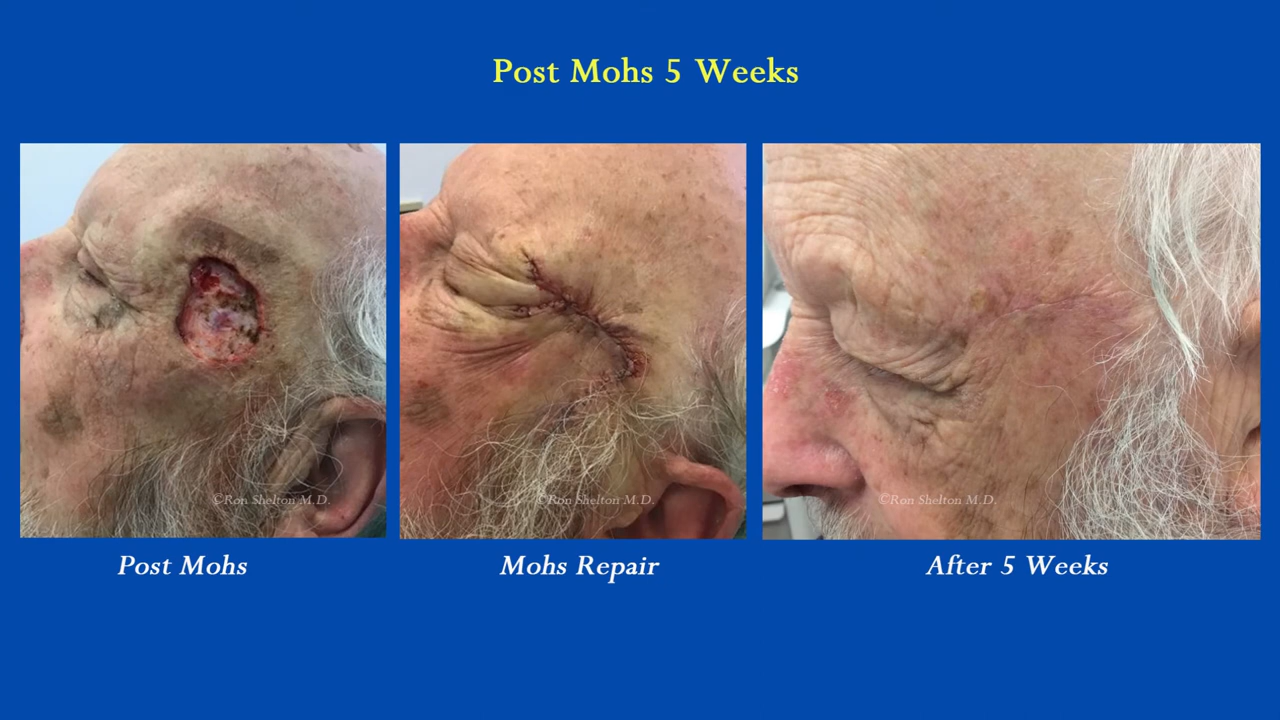 Post Mohs 5 Weeks
©Ron Shelton M.D.
©Ron Shelton M.D.
©Ron Shelton M.D.
Post Mohs
Mohs Repair
After 5 Weeks